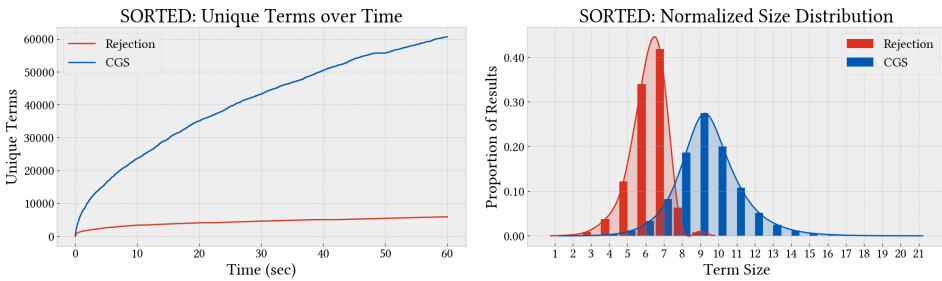 SORTED: Unique Terms over Time
Rejection
CGS
60000
50000
40000
30000
20000
10000
0
Unique Terms
0 10 20 30 40 50 60
Time (sec)
SORTED: Normalized Size Distribution
Rejection
CGS
0.40
0.30
0.20
0.10
0.00
Proportion of Results
1 2 3 4 5 6 7 8 9 10 11 12 13 14 15 16 17 18 19 20 21
Term Size